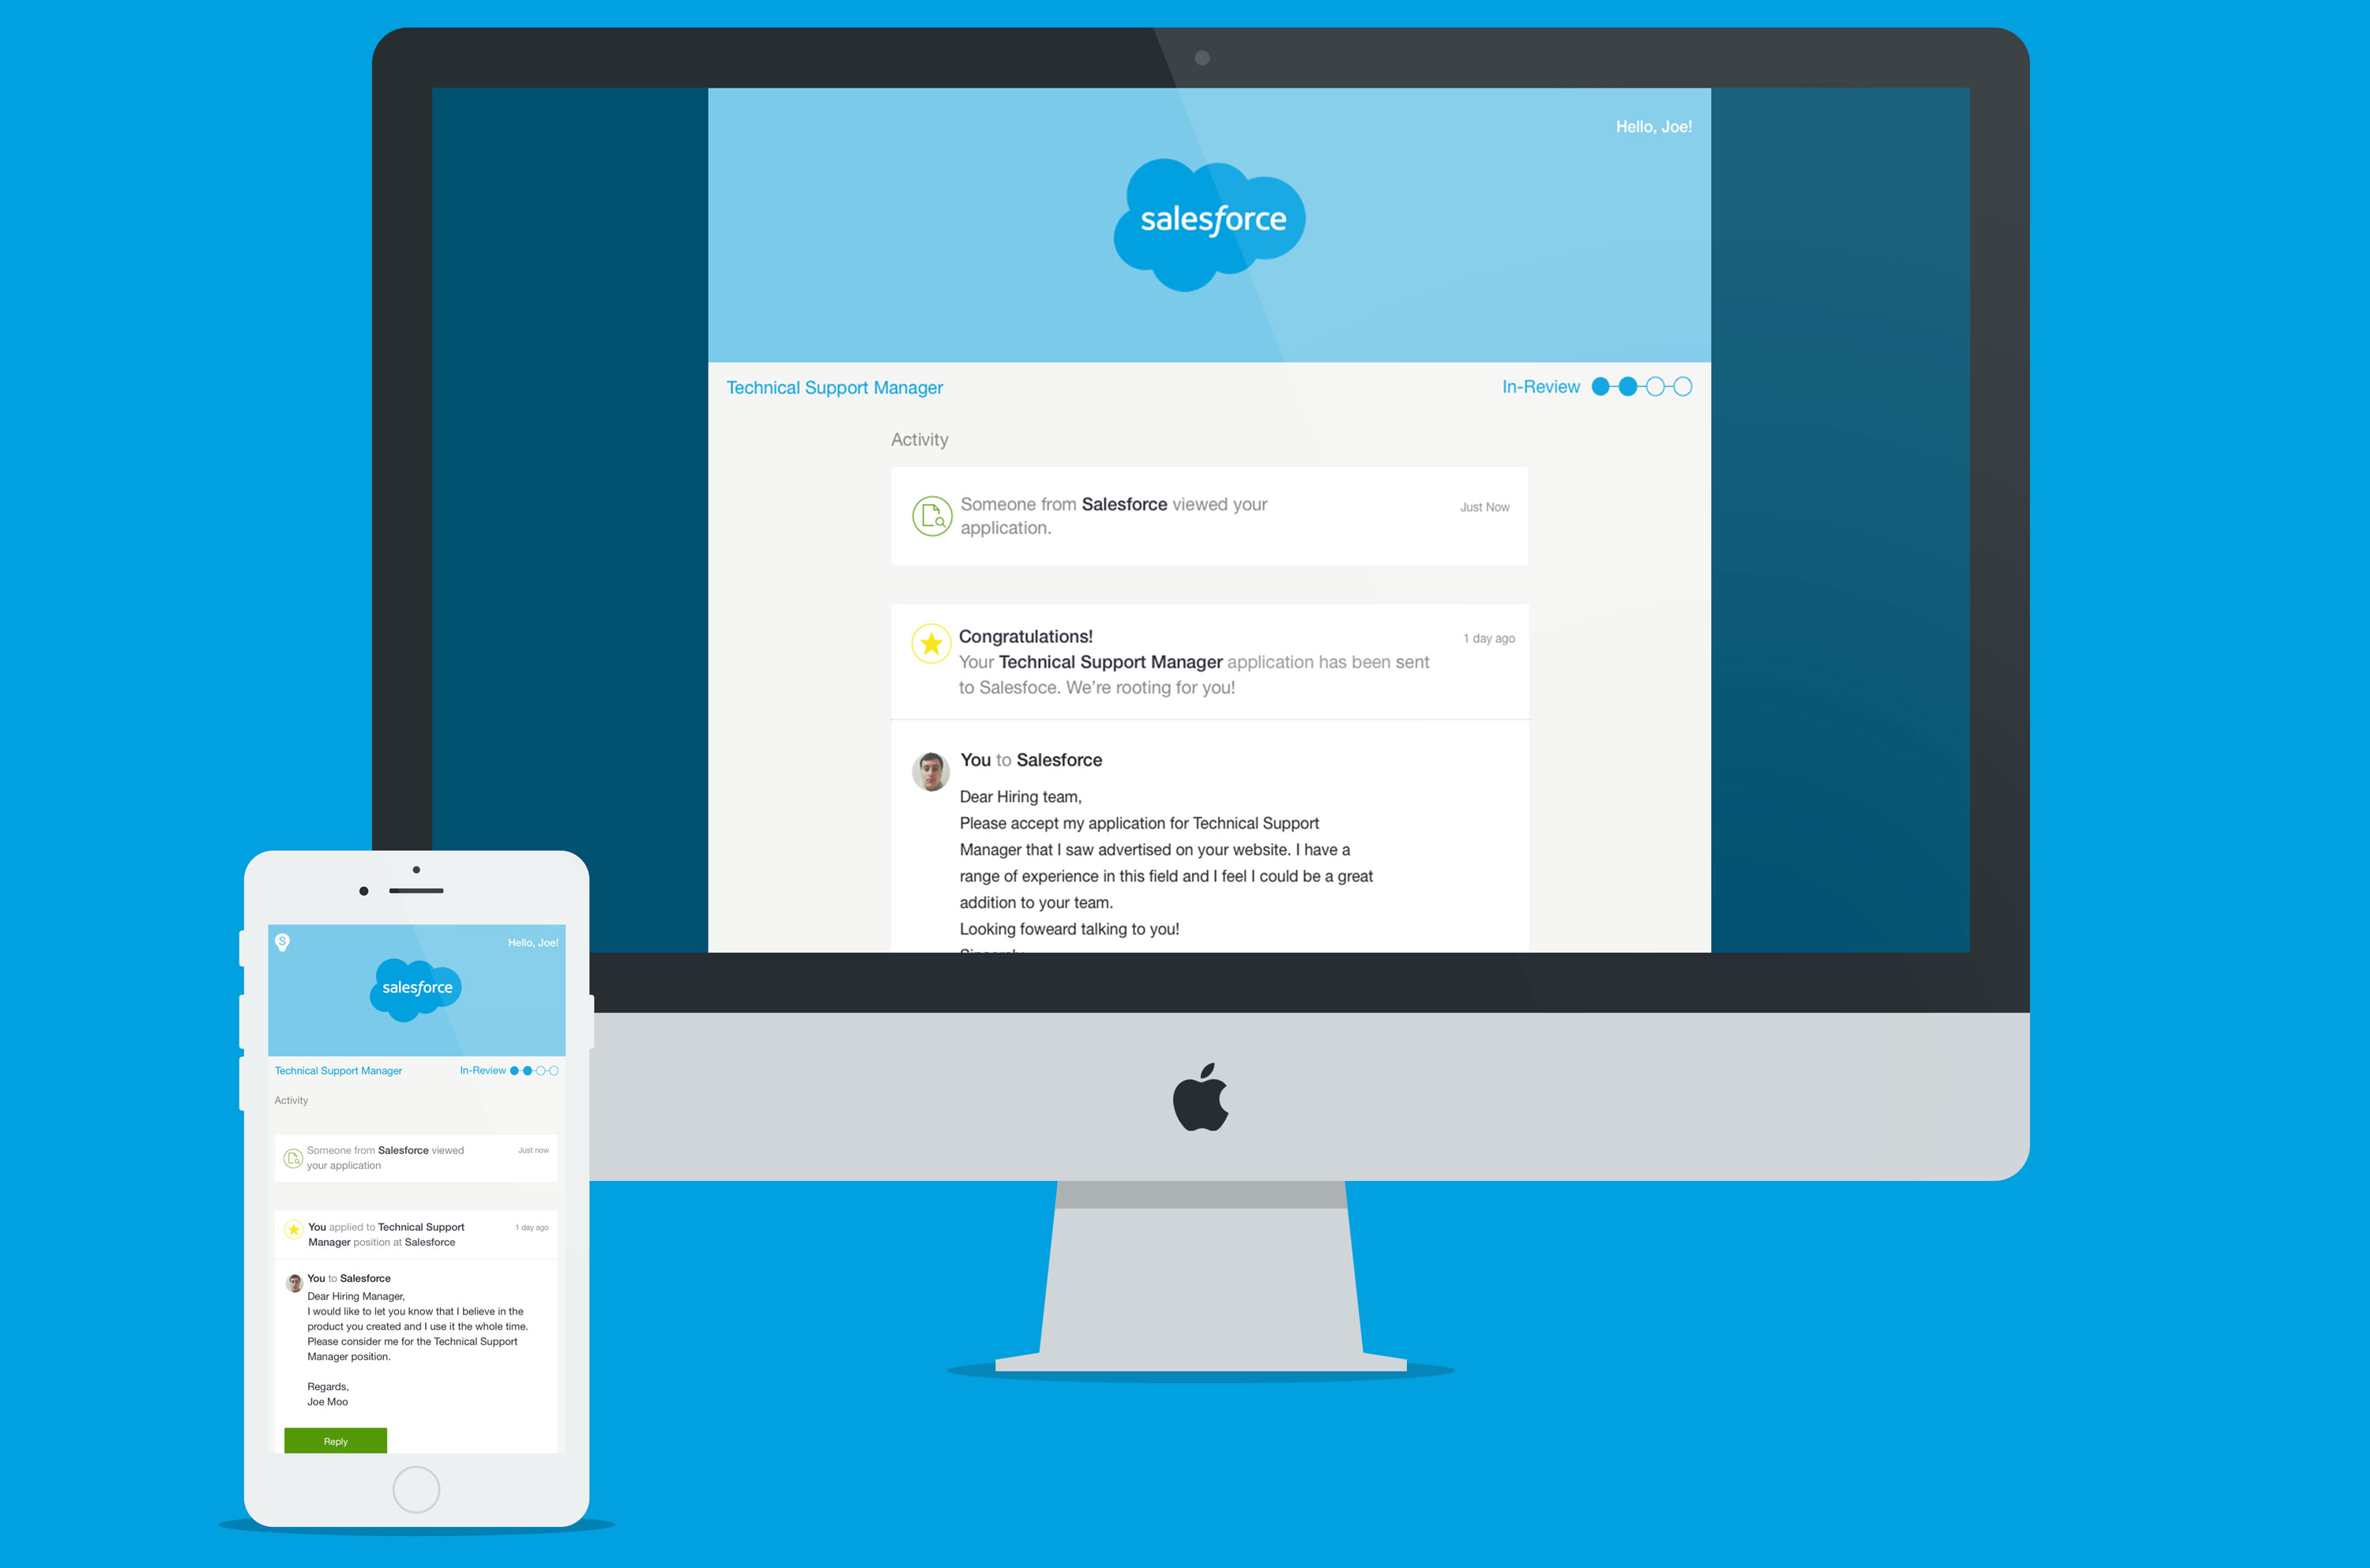 Hello, Joe!
salesforce
Technical Support Manager
In-Review
Activity
Someone from Salesforce viewed your
application.
Just Now
Congratulations!
1 day ago
Your Technical Support Manager application has been sent
to Salesfoce. We're rooting for you!
You to Salesforce
Dear Hiring team,
Please accept my application for Technical Support
Manager that I saw advertised on your website. I have a
range of experience in this field and I feel I could be a great
addition to your team.
Looking foweard talking to you!
S
Hello, Joe!
salesforce
Technical Support Manager
In-Review
Activity
Someone from Salesforce viewed
your application
Just now
You applied to Technical Support
Manager position at Salesforce
1 day ago
You to Salesforce
Dear Hiring Manager,
I would like to let you know that I believe in the
product you created and I use it the whole time.
Please consider me for the Technical Support
Manager position.
Regards,
Joe Moo
Reply